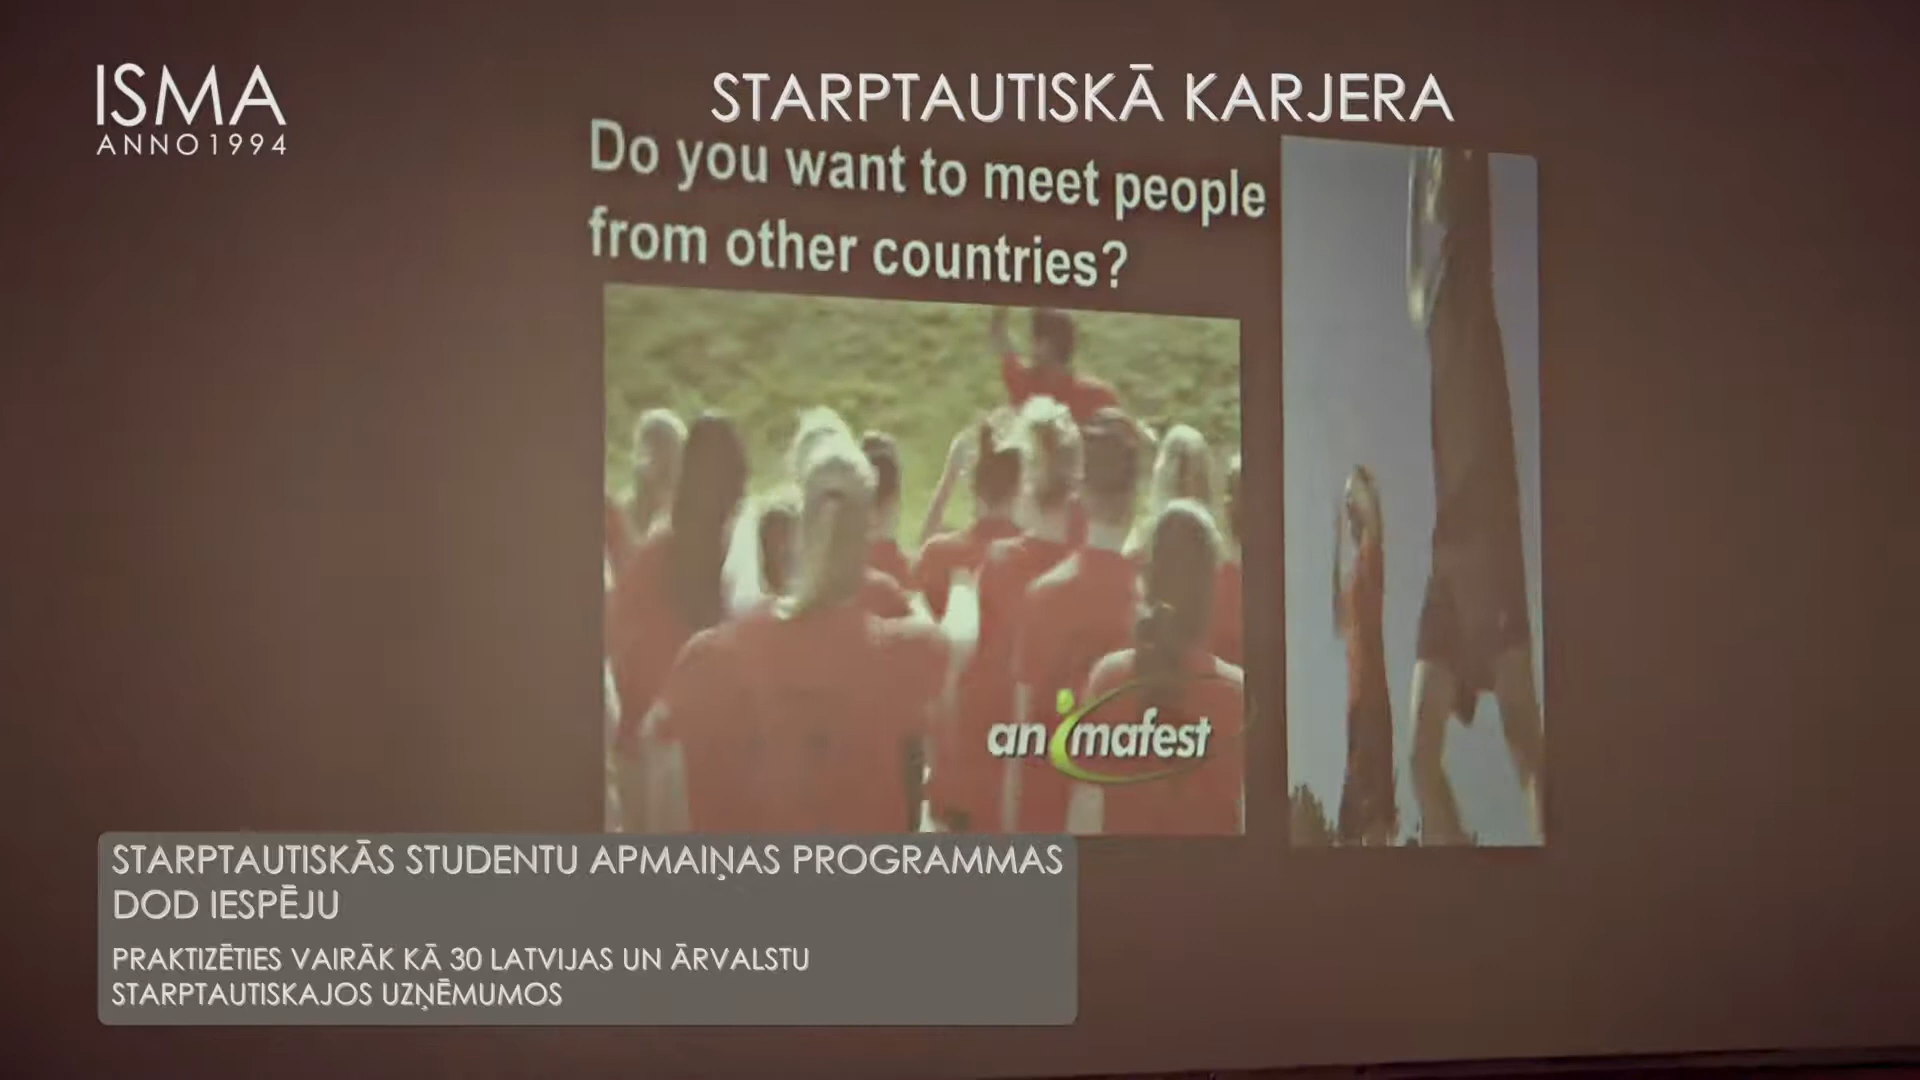 ISMA
ANNO1994
STARPTAUTISKĀ KARJERA
Do you want to meet people
from other countries?
animafest
STARPTAUTISKĀS STUDENTU APMAIŅAS PROGRAMMAS
DOD IESPĒJU
PRAKTIZĒTIES VAIRĀK KĀ 30 LATVIJAS UN ĀRVALSTU
STARPTAUTISKAJOS UZŅĒMUMOS